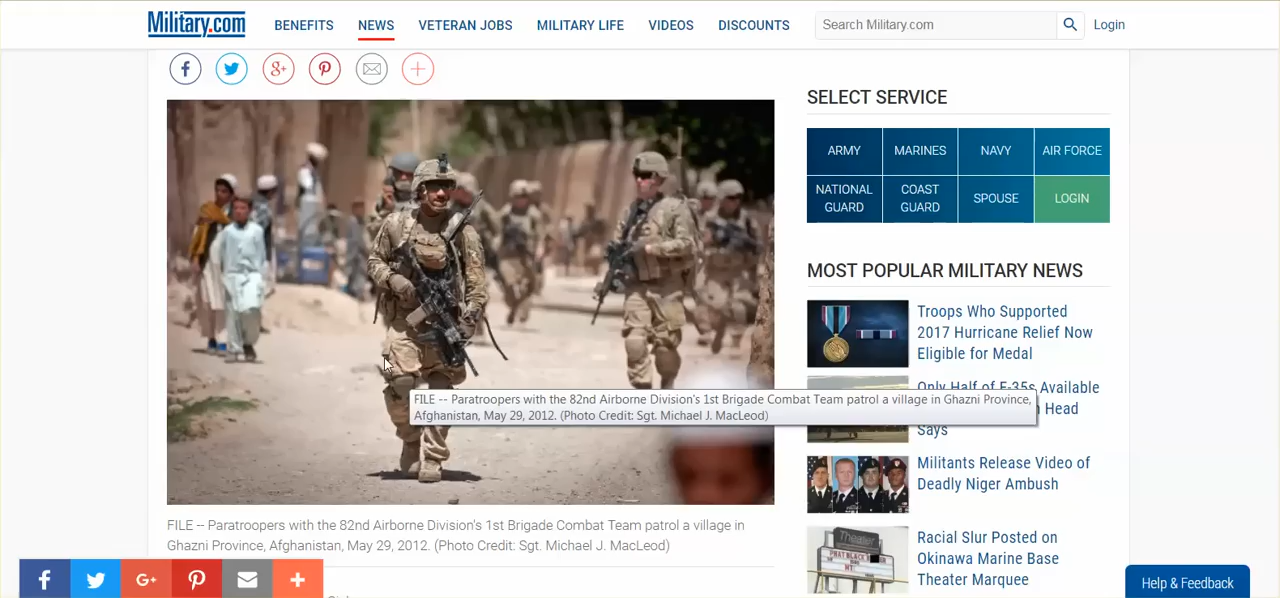 Military.com
BENEFITS
NEWS
VETERAN JOBS
MILITARY LIFE
VIDEOS
DISCOUNTS
Search Military.com
Login
SELECT SERVICE
ARMY
MARINES
NAVY
AIR FORCE
NATIONAL
GUARD
COAST
GUARD
SPOUSE
LOGIN
FILE -- Paratroopers with the 82nd Airborne Division's 1st Brigade Combat Team patrol a village in Ghazni Province,
Afghanistan, May 29, 2012. (Photo Credit: Sgt. Michael J. MacLeod)
FILE -- Paratroopers with the 82nd Airborne Division's 1st Brigade Combat Team patrol a village in
Ghazni Province, Afghanistan, May 29, 2012. (Photo Credit: Sgt. Michael J. MacLeod)
MOST POPULAR MILITARY NEWS
Troops Who Supported
2017 Hurricane Relief Now
Eligible for Medal
Only Half of F-35s Available
Head
Says
Militants Release Video of
Deadly Niger Ambush
Theater
Racial Slur Posted on
Okinawa Marine Base
Theater Marquee
Help & Feedback